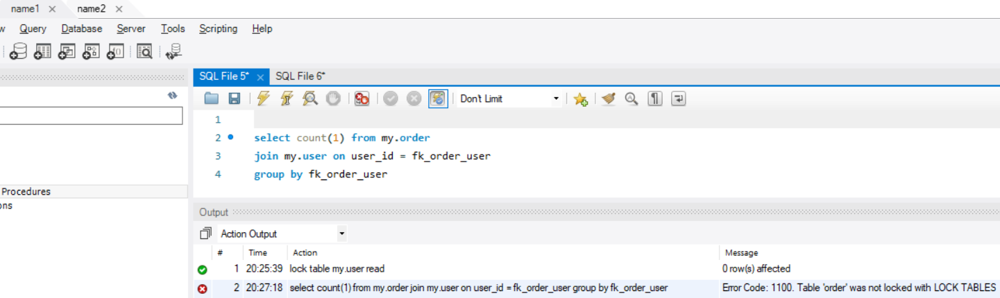 name1 name2
w Query Database Server Tools Scripting Help
SQL File 5* SQL File 6*
Don't Limit
1
2 select count(1) from my.order
3 join my.user on user_id = fk_order_user
4 group by fk_order_user
Procedures
ons
Output
Action Output
# Time Action Message
1 20:25:39 lock table my.user read 0 row(s) affected
2 20:27:18 select count(1) from my.order join my.user on user_id = fk_order_user group by fk_order_user Error Code: 1100. Table 'order' was not locked with LOCK TABLES